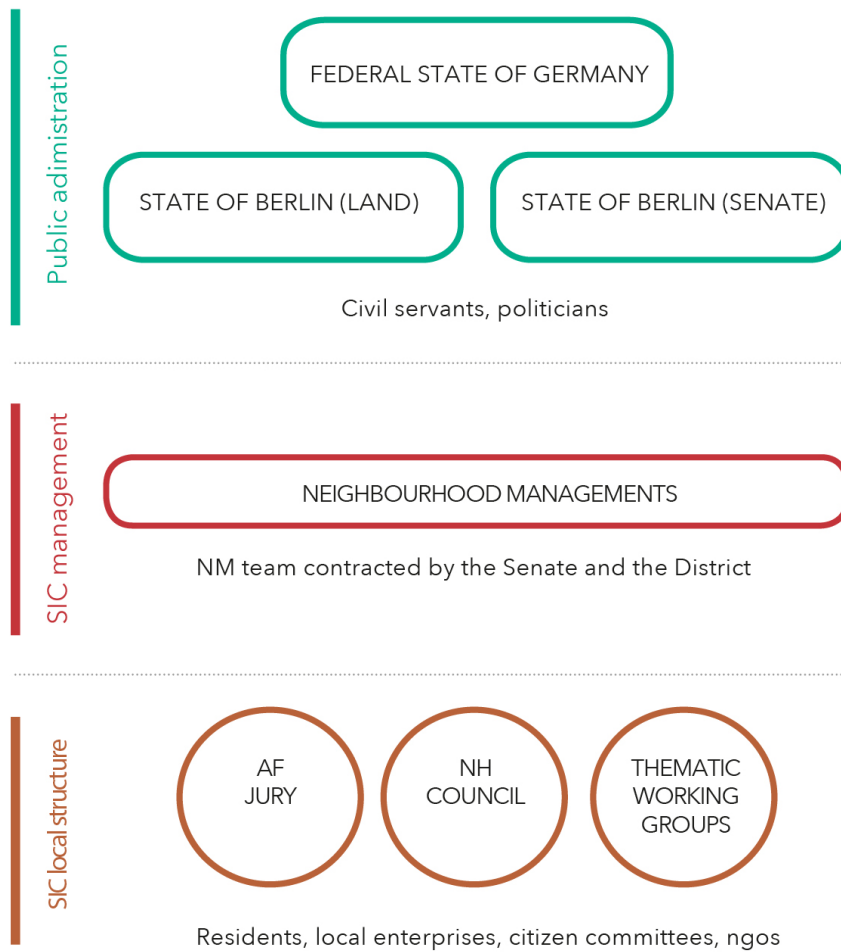 Public adimistration
FEDERAL STATE OF GERMANY
STATE OF BERLIN (LAND)
STATE OF BERLIN (SENATE)
Civil servants, politicians
SIC management
NEIGHBOURHOOD MANAGEMENTS
NM team contracted by the Senate and the District
SIC local structure
AF
JURY
NH
COUNCIL
THEMATIC
WORKING
GROUPS
Residents, local enterprises, citizen committees, ngos